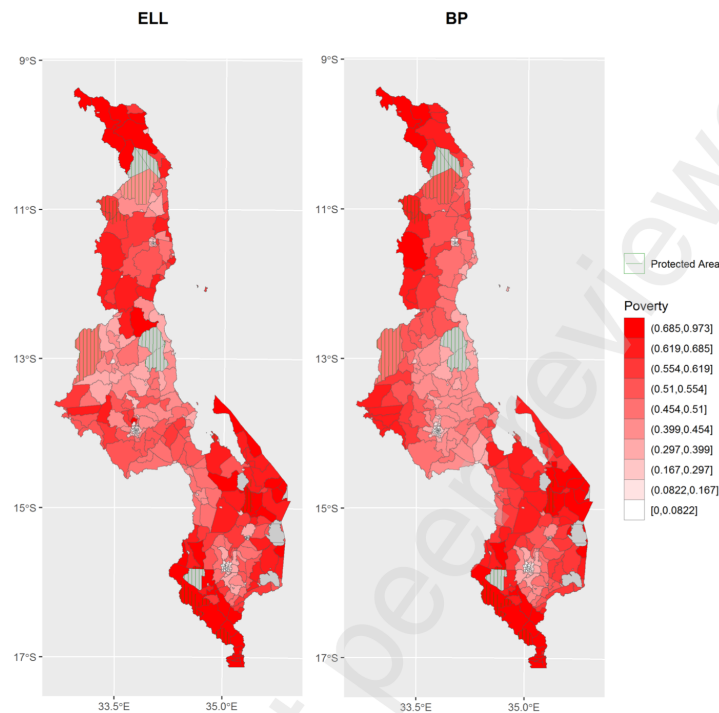 ELL
BP
9°S
11°S
13°S
15°S
17°S
33.5°E
35.0°E
9°S
11°S
13°S
15°S
17°S
33.5°E
35.0°E
Protected Area
Poverty
(0.685,0.973]
(0.619,0.685]
(0.554,0.619]
(0.51,0.554]
(0.454,0.51]
(0.399,0.454]
(0.297,0.399]
(0.167,0.297]
(0.0822,0.167]
[0,0.0822]
t peer review